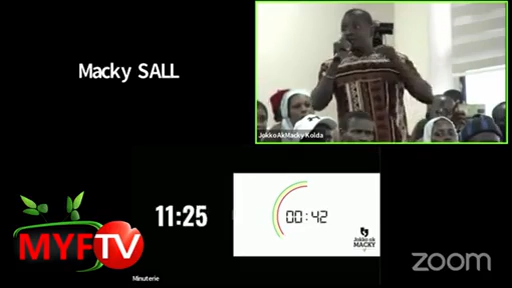 Macky SALL
JokkoAkMacky Kolda
11:25
00:42
Jokko ak
MACKY
MYFTV
Minuterie
zoom